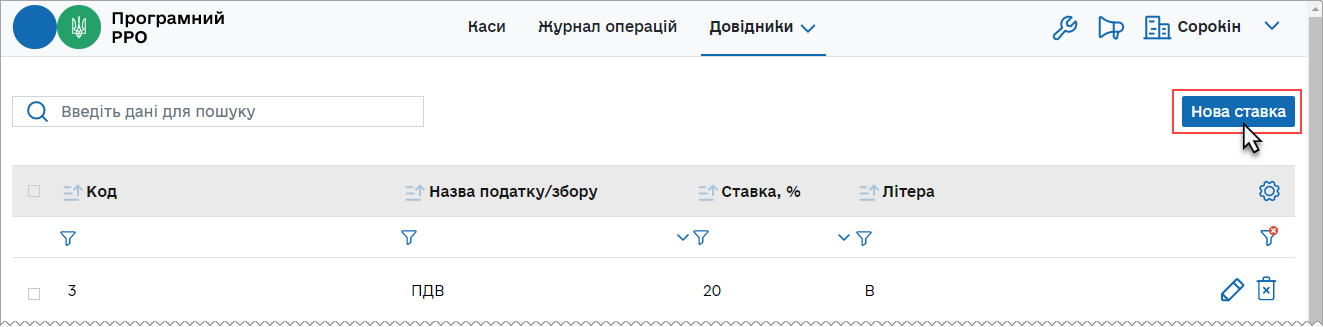 Програмний
РРО
Каси
Журнал операцій
Довідники
Сорокін
Введіть дані для пошуку
Нова ставка
Код
Назва податку/збору
Ставка, %
Літера
3
ПДВ
20
В